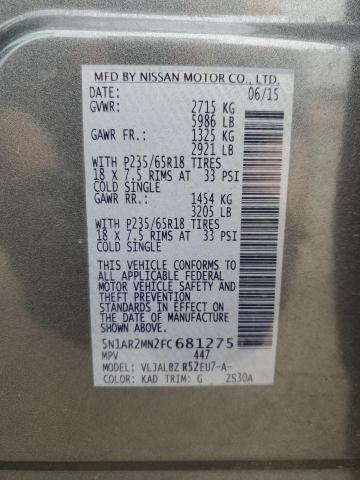 MFD BY NISSAN MOTOR CO., LTD.
06/15
GVWR: 2715 KG
5986 LB
GAWR FR.: 1325 KG
2921 LB
WITH P235/65R18 TIRES
18 X 7.5 RIMS AT 33 PSI
COLD SINGLE
GAWR RR.: 1454 KG
3205 LB
WITH P235/65R18 TIRES
18 X 7.5 RIMS AT 33 PSI
COLD SINGLE
THIS VEHICLE CONFORMS TO
ALL APPLICABLE FEDERAL
MOTOR VEHICLE SAFETY
AND THEFT PREVENTION
STANDARDS IN EFFECT ON
THE DATE OF MANUFACTURE
SHOWN ABOVE.
5N1AR2MN2FC681275
MPV 447
MODEL: VLJALBZ R52EU7-A-
COLOR: KAD TRIM: G 2S30A